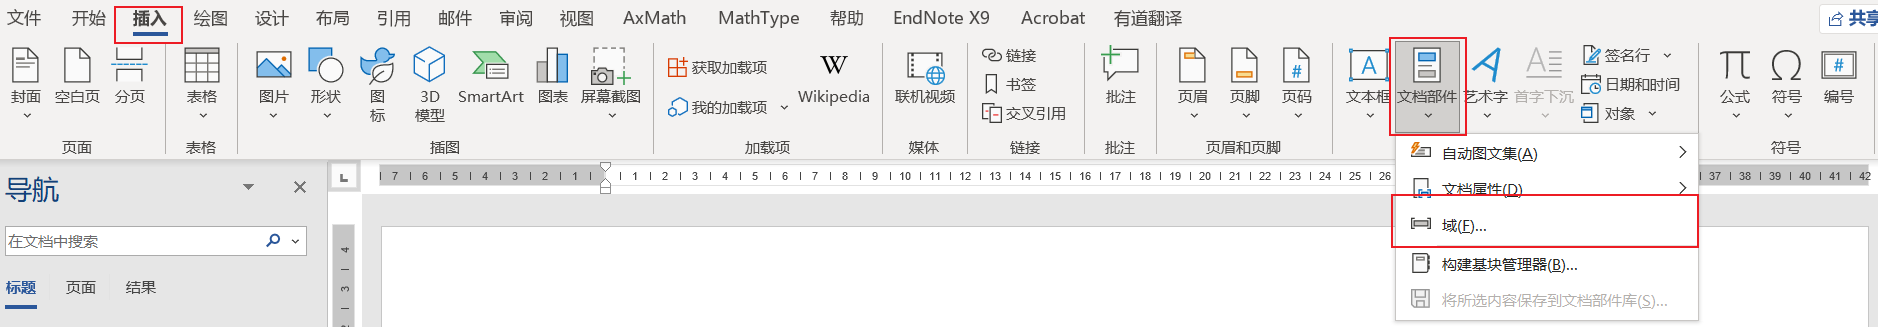 文件 开始 插入 绘图 设计 布局 引用 邮件 审阅 视图 AxMath MathType 帮助 EndNote X9 Acrobat 有道翻译 共享
封面 空白页 分页 表格 图片 形状 图标 3D模型 SmartArt 图表 屏幕截图
获取加载项
我的加载项
Wikipedia 联机视频
链接
书签
交叉引用
批注 页眉 页脚 页码 文本框 文档部件 艺术字 首字下沉
签名行
日期和时间
对象
公式 符号 编号
页面 表格 插图 加载项 媒体 链接 批注 页眉和页脚 符号
自动图文集(A)
文档属性(D)
域(F)...
构建基块管理器(B)...
将所选内容保存到文档部件库(S)...
导航
在文档中搜索
标题 页面 结果
7 6 5 4 3 2 1 1 2 3 4 5 6 7 8 9 10 11 12 13 14 15 16 17 18 19 20 21 22 23 24 25 26 37 38 39 40 41 42
4
3